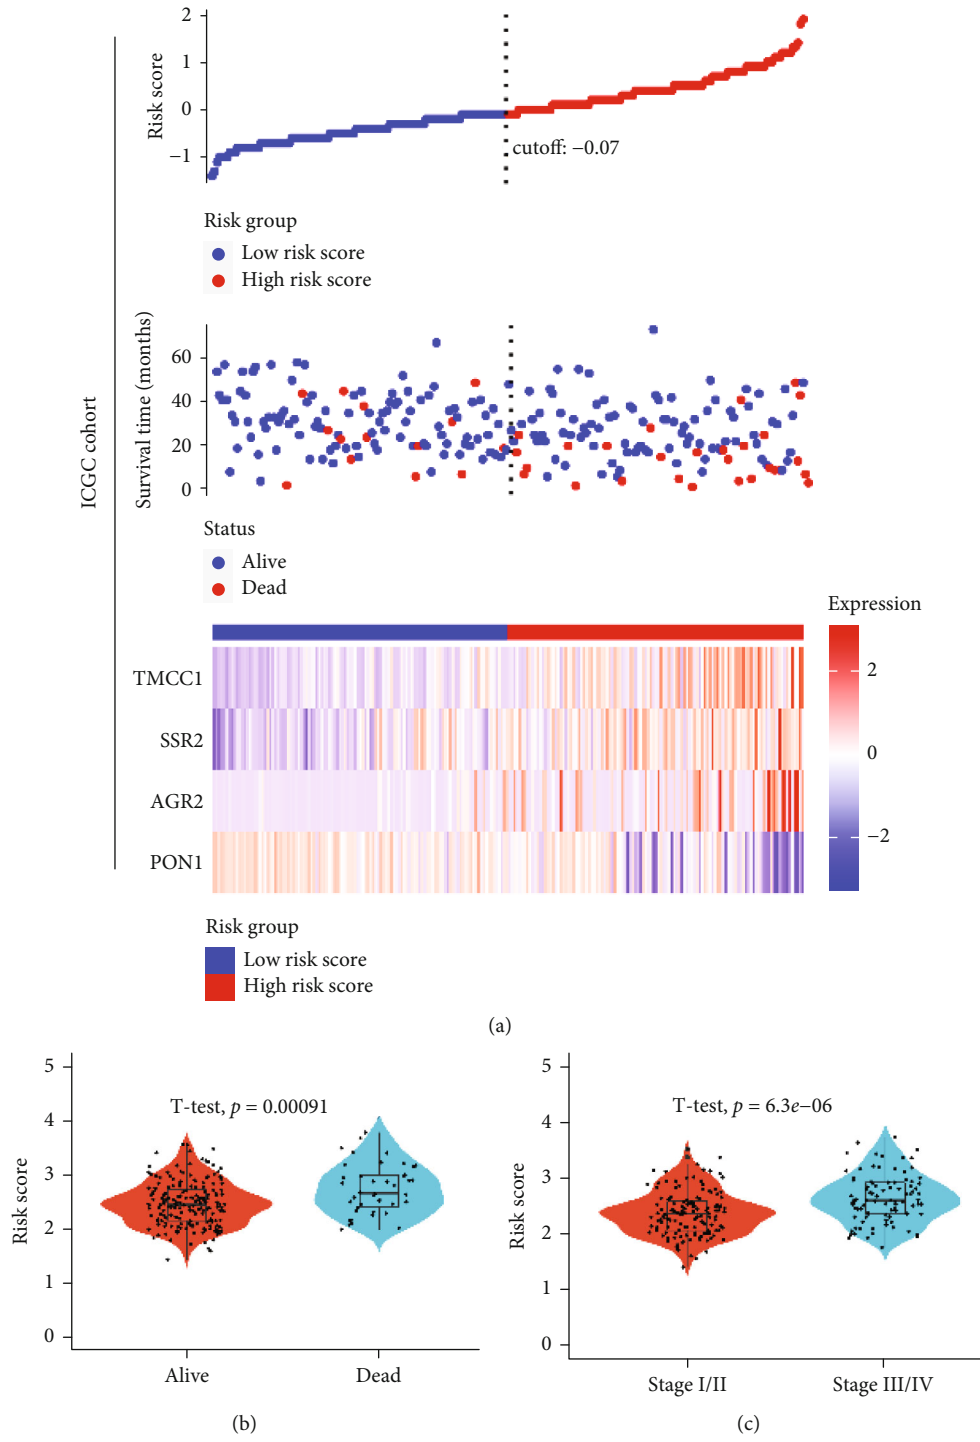 ICGC cohort
Risk score
2
1
0
−1
cutoff: −0.07
Risk group
Low risk score
High risk score
Survival time (months)
60
40
20
0
Status
Alive
Dead
Expression
2
0
−2
TMCC1
SSR2
AGR2
PON1
Risk group
Low risk score
High risk score
(a)
Risk score
5
4
3
2
1
0
T-test, p = 0.00091
Alive
Dead
(b)
Risk score
5
4
3
2
1
0
T-test, p = 6.3e−06
Stage I/II
Stage III/IV
(c)